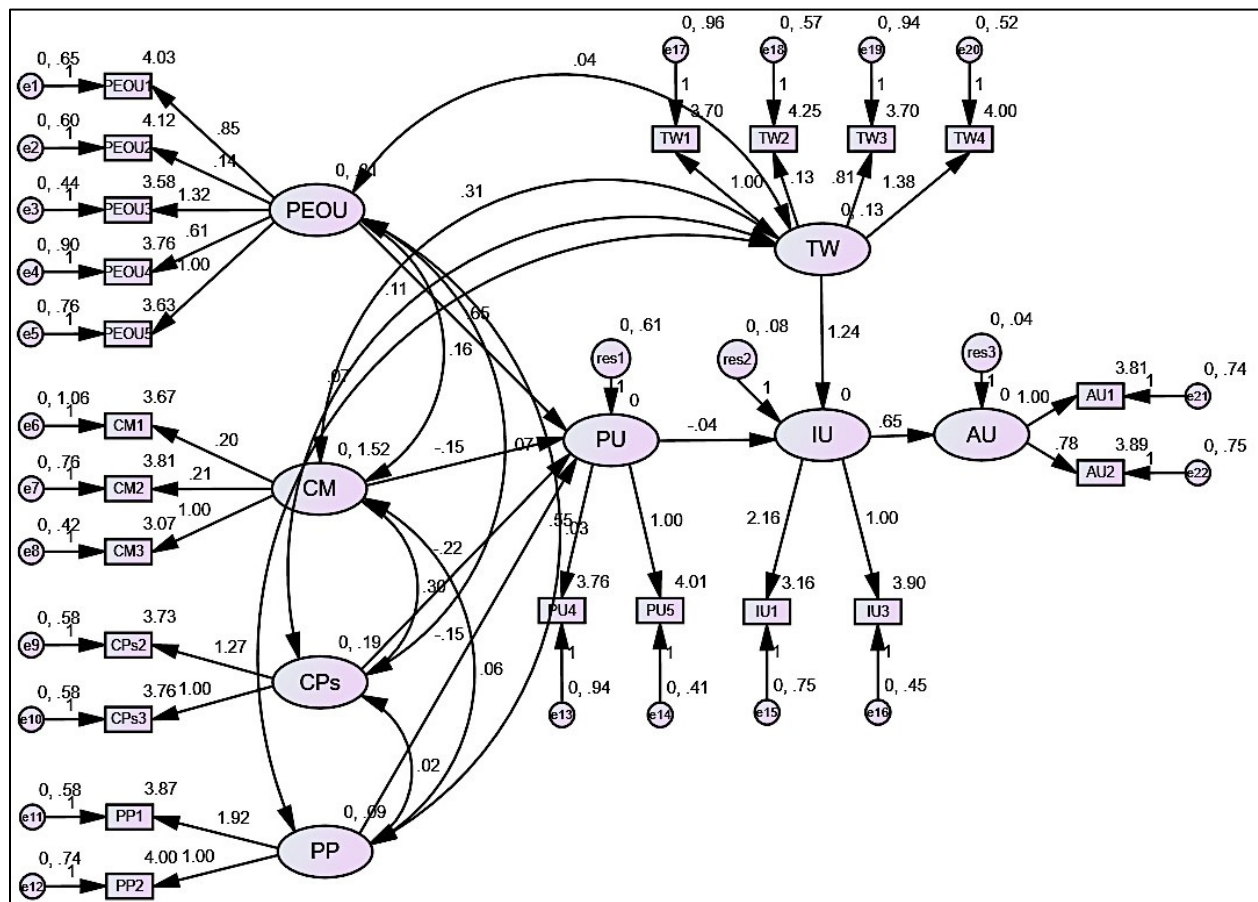 0, .65
1
e1
4.03
PEOU1
.85
0, .60
1
e2
4.12
PEOU2
.14
0, .44
1
e3
3.58
PEOU3
1.32
0, .90
1
e4
3.76
PEOU4
.61
0, .76
1
e5
3.63
PEOU5
1.00
PEOU
.04
0, .96
e17
1
3.70
TW1
1.00
0, .57
e18
1
4.25
TW2
.13
0, .94
e19
1
3.70
TW3
.81
0, .52
e20
1
4.00
TW4
1.38
0, .13
TW
.31
.11
.07
.65
.16
1.24
0, 1.06
1
e6
3.67
CM1
.20
0, .76
1
e7
3.81
CM2
.21
0, .42
1
e8
3.07
CM3
1.00
0, 1.52
CM
-.15
.07
0, .61
res1
1
0
PU
-.04
0, .08
res2
1
0
IU
.65
0, .04
res3
1
0
AU
1.00
3.81
AU1
1
0, .74
e21
.78
3.89
AU2
1
0, .75
e22
.55
.03
1.00
2.16
1.00
3.76
PU4
1
0, .94
e13
4.01
PU5
1
0, .41
e14
3.16
IU1
1
0, .75
e15
3.90
IU3
1
0, .45
e16
-.22
.30
-.15
.06
0, .58
1
e9
3.73
CPs2
1.27
0, .58
1
e10
3.76
CPs3
1.00
0, .19
CPs
.02
0, .58
1
e11
3.87
PP1
1.92
0, .74
1
e12
4.00
PP2
1.00
0, .09
PP